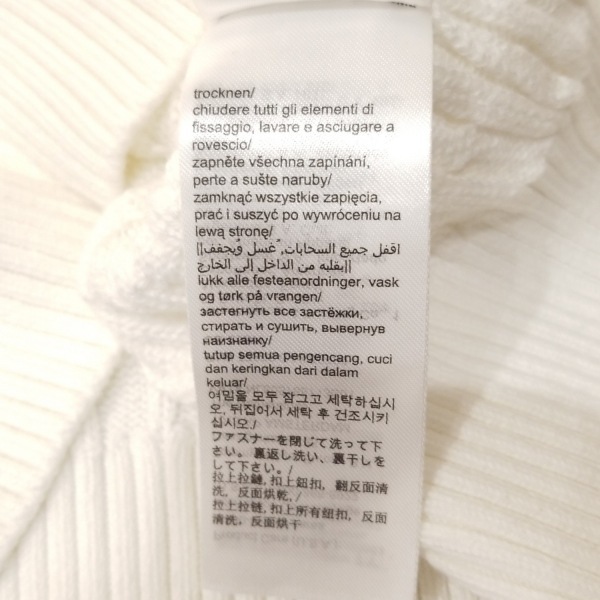 trocknen/
chiudere tutti gli elementi di
fissaggio, lavare e asciugare a
rovescio/
zapněte všechna zapínání,
perte a sušte naruby/
zamknąć wszystkie zapięcia,
prać i suszyć po wywróceniu na
lewą stronę/
||اقفل جميع السحابات, ًغسل وًيجفف
||بقلبه من الداخل إلى الخارج
lukk alle festeanordninger, vask
og tørk på vrangen/
застегнуть все застёжки,
стирать и сушить, вывернув
наизнанку/
tutup semua pengencang, cuci
dan keringkan dari dalam
keluar/
여밈을 모두 잠그고 세탁하십시
오, 뒤집어서 세탁 후 건조시키
십시오./
ファスナーを閉じて洗って下
さい。裏返し洗い、裏干しを
して下さい。/
拉上拉鏈, 扣上鈕扣, 翻反面清
洗, 反面烘乾, /
拉上拉链, 扣上所有纽扣, 反面
清洗, 反面烘干